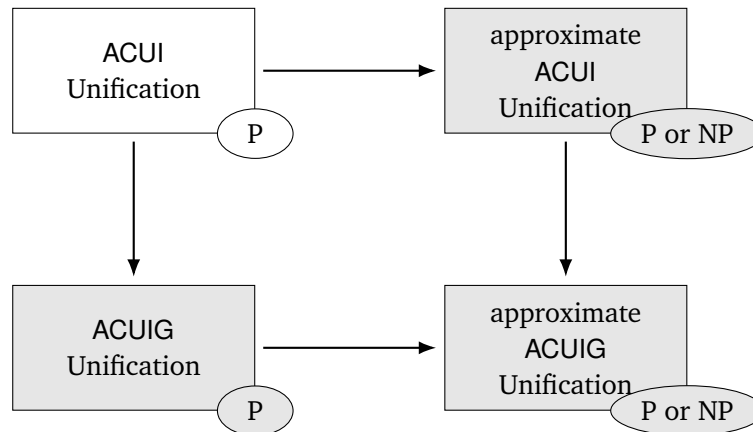 ACUI
Unification
P
approximate
ACUI
Unification
P or NP
ACUIG
Unification
P
approximate
ACUIG
Unification
P or NP